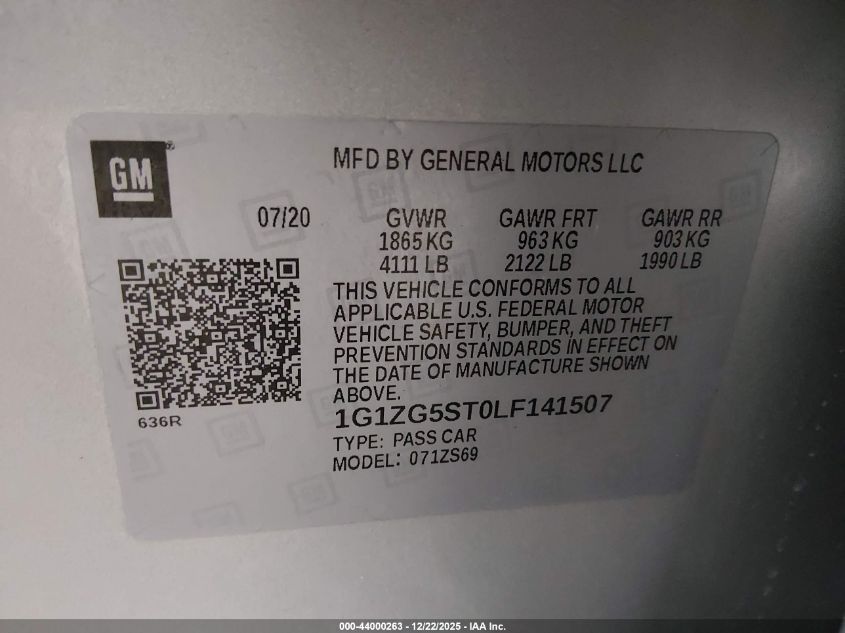 GM®
MFD BY GENERAL MOTORS LLC
07/20 GVWR GAWR FRT GAWR RR
1865 KG 963 KG 903 KG
4111 LB 2122 LB 1990 LB
THIS VEHICLE CONFORMS TO ALL
APPLICABLE U.S. FEDERAL MOTOR
VEHICLE SAFETY, BUMPER, AND THEFT
PREVENTION STANDARDS IN EFFECT ON
THE DATE OF MANUFACTURE SHOWN
ABOVE.
1G1ZG5ST0LF141507
636R
TYPE: PASS CAR
MODEL: 071ZS69
000-44000263 - 12/22/2025 - IAA Inc.